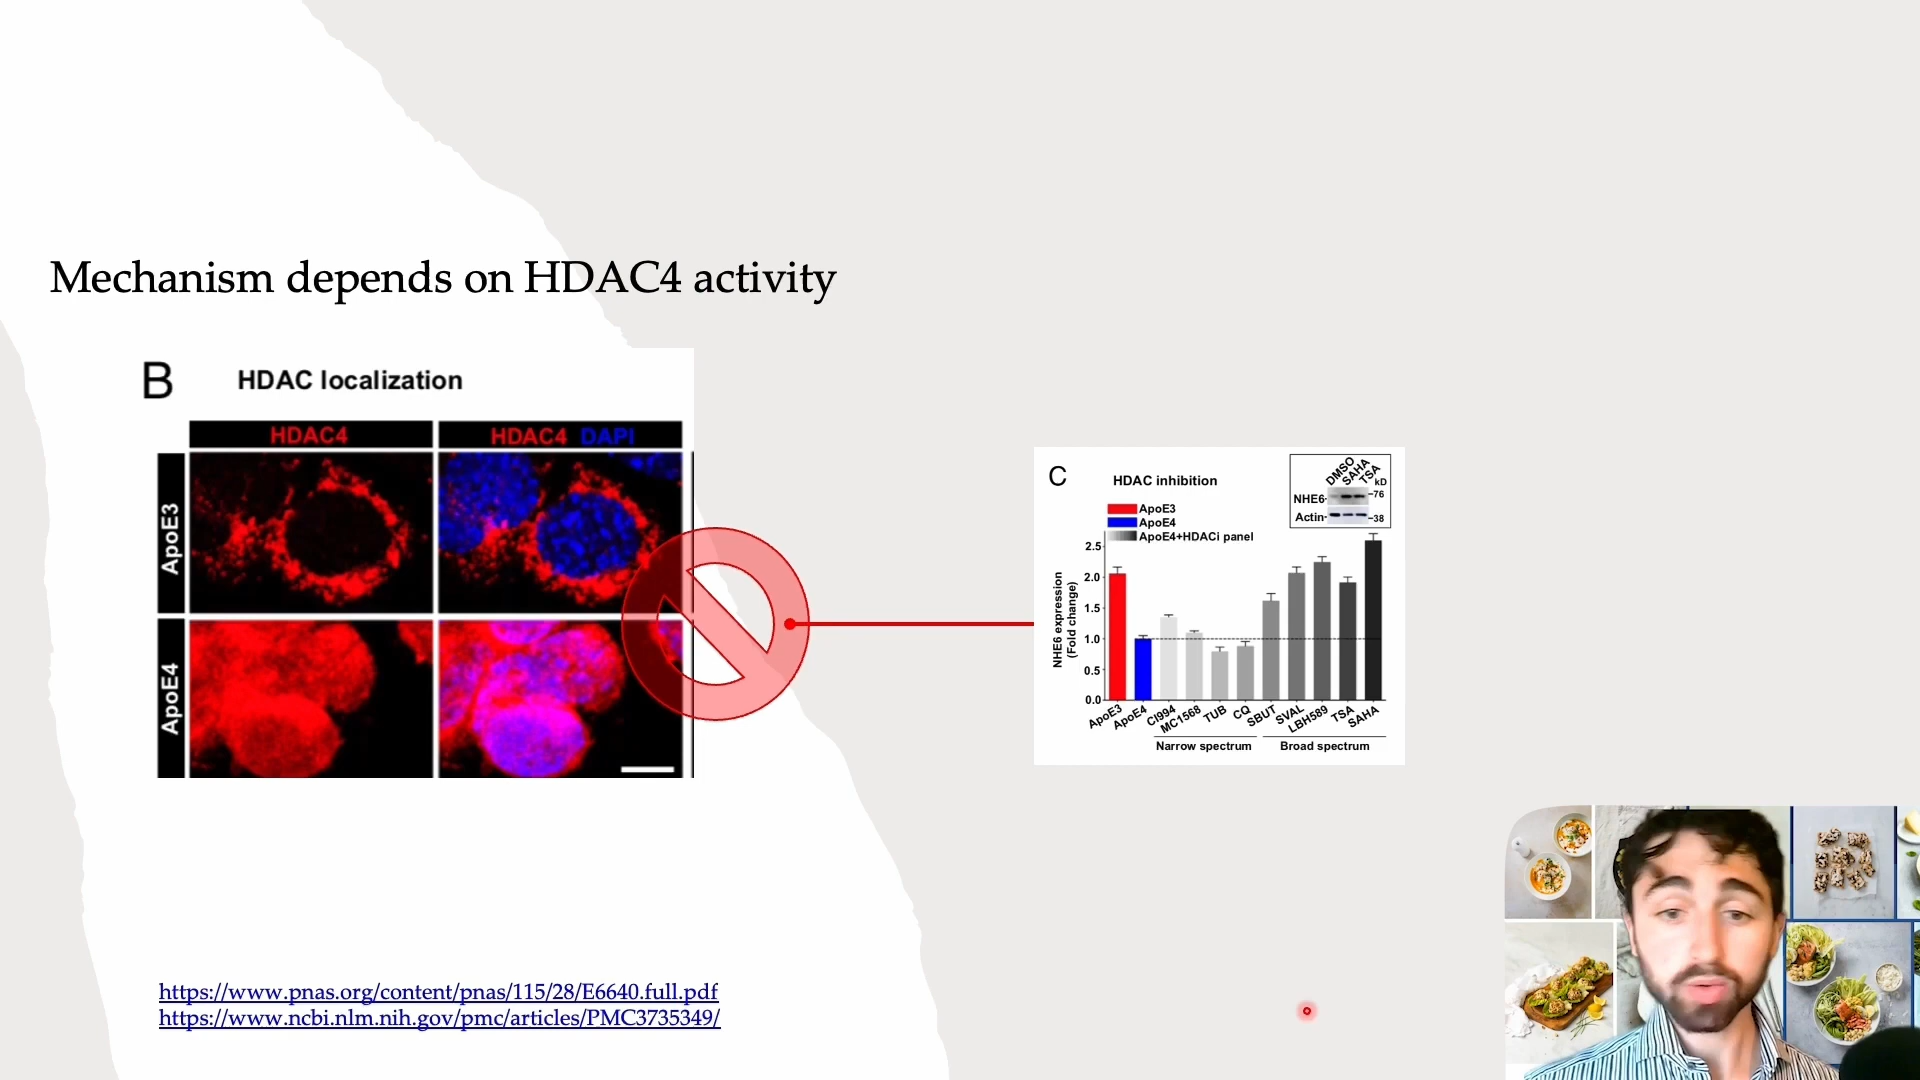 Mechanism depends on HDAC4 activity
B HDAC localization
HDAC4 HDAC4 DAPI
ApoE3
ApoE4
C HDAC inhibition
ApoE3
ApoE4
ApoE4+HDACi panel
DMSO SAHA TSA
kD
NHE6- -76
Actin- -38
NHE6 expression
(Fold change)
2.5
2.0
1.5
1.0
0.5
0.0
ApoE3 ApoE4 CI994 MC1568 TUB CQ SBUT SVAL LBH589 TSA SAHA
Narrow spectrum Broad spectrum
https://www.pnas.org/content/pnas/115/28/E6640.full.pdf
https://www.ncbi.nlm.nih.gov/pmc/articles/PMC3735349/